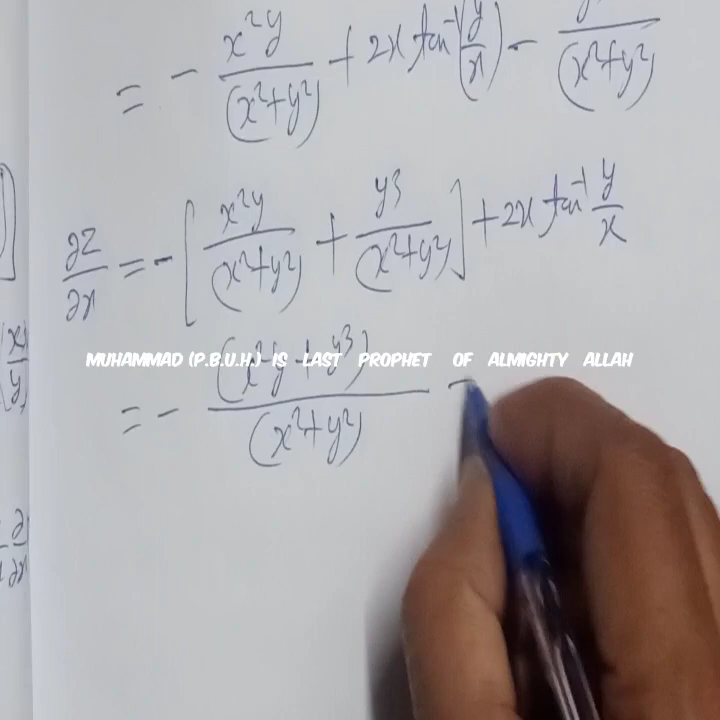 = - x²y/(x²+y²) + 2x tan⁻¹(y/x) - /(x²+y²)
∂z/∂x = -[x²y/(x²+y²) + y3/(x²+y²)] + 2x tan⁻¹ y/x
MUHAMMAD (P.B.U.H.) IS LAST PROPHET OF ALMIGHTY ALLAH
= - (x²y+y3)/(x²+y²) -